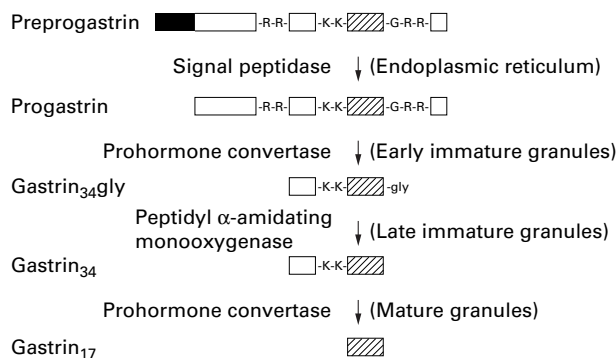 Preprogastrin -R-R- -K-K- -G-R-R-
Signal peptidase (Endoplasmic reticulum)
Progastrin -R-R- -K-K- -G-R-R-
Prohormone convertase (Early immature granules)
Gastrin₃₄gly -K-K- -gly
Peptidyl α-amidating
monooxygenase (Late immature granules)
Gastrin₃₄ -K-K-
Prohormone convertase (Mature granules)
Gastrin₁₇